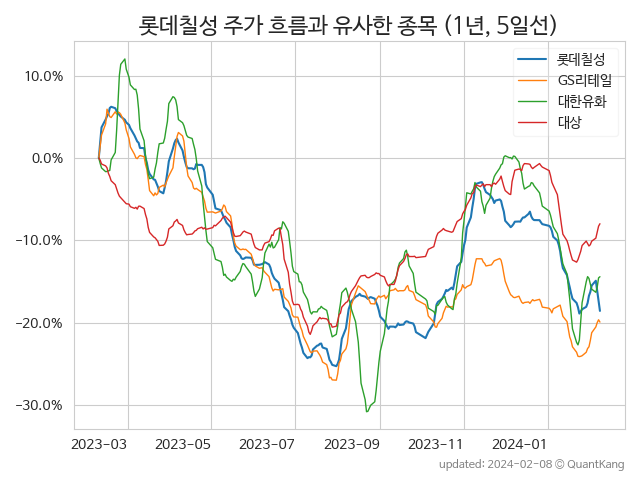 롯데칠성 주가 흐름과 유사한 종목 (1년, 5일선)
롯데칠성
GS리테일
대한유화
대상
10.0%
0.0%
−10.0%
−20.0%
−30.0%
2023-03 2023-05 2023-07 2023-09 2023-11 2024-01
updated: 2024-02-08 @ QuantKang